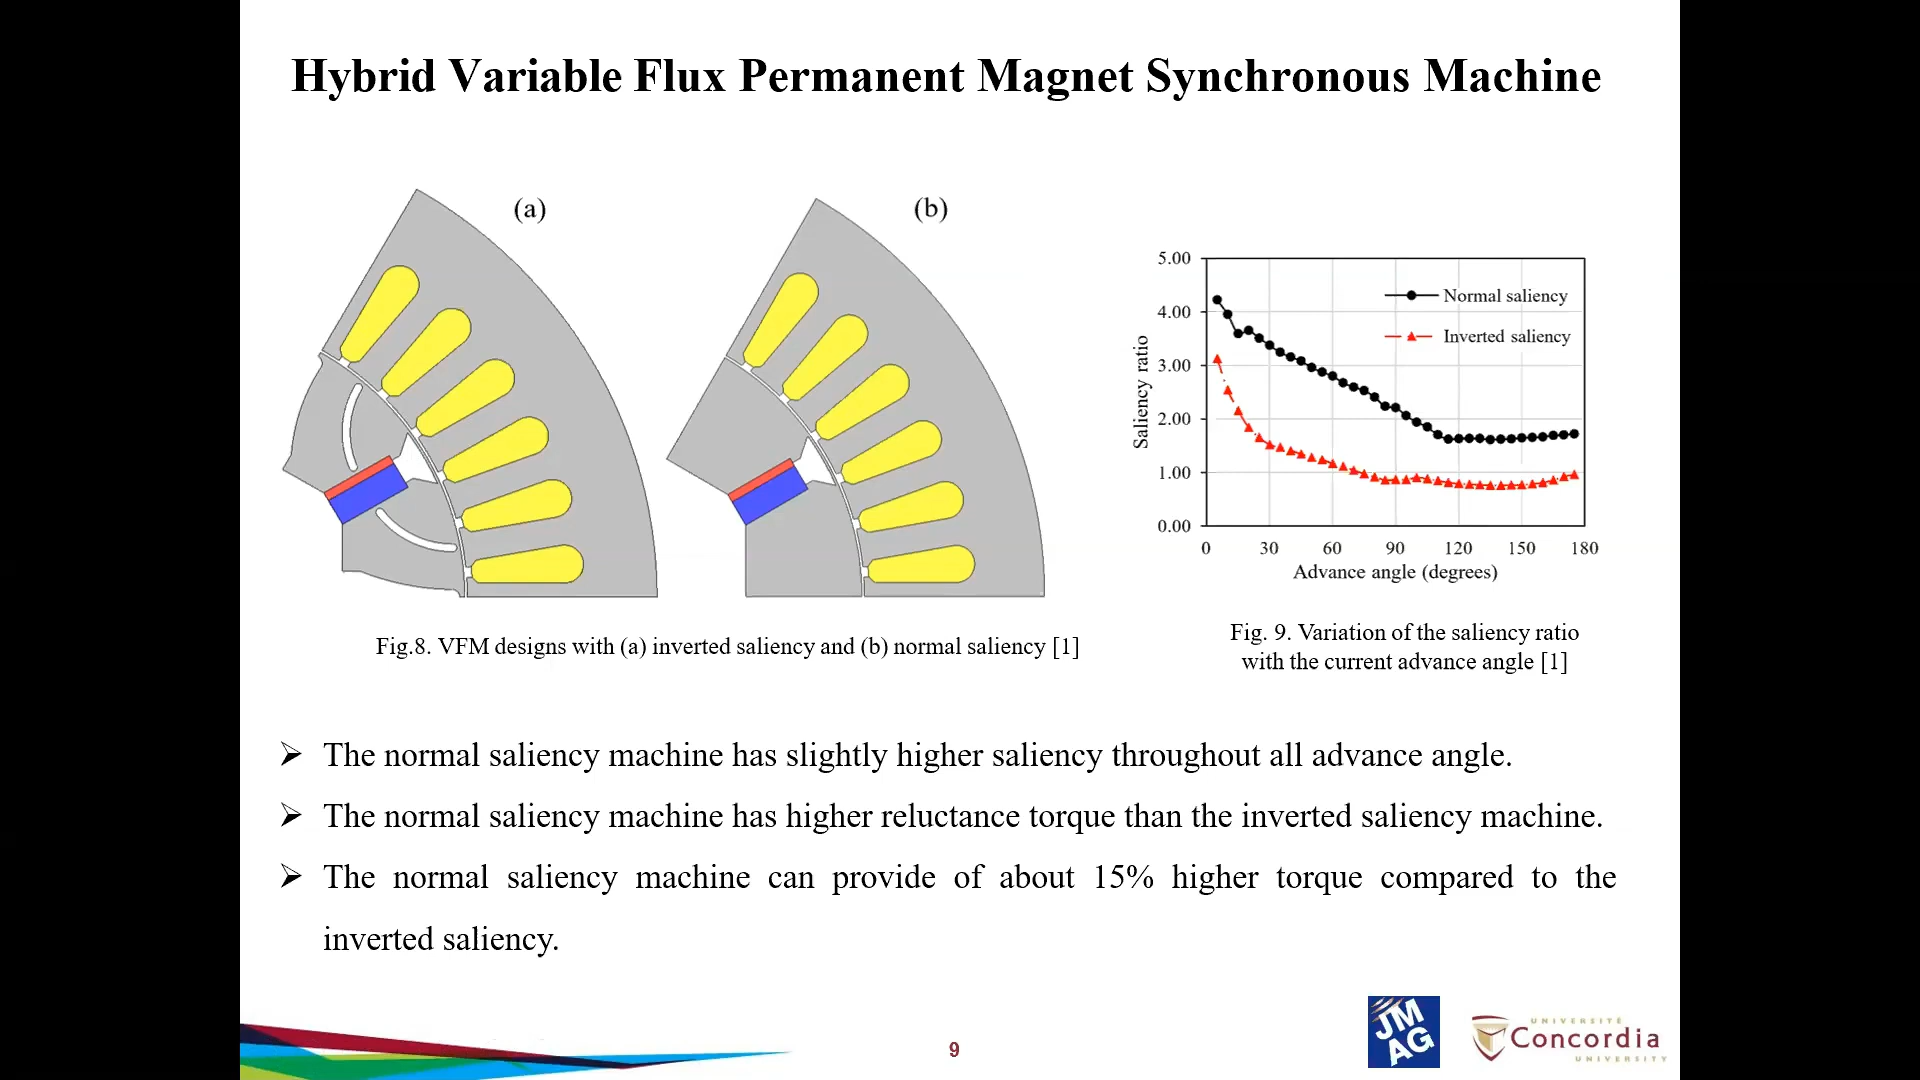 Hybrid Variable Flux Permanent Magnet Synchronous Machine
(a)
(b)
5.00
4.00
3.00
2.00
1.00
0.00
Saliency ratio
Normal saliency
Inverted saliency
0 30 60 90 120 150 180
Advance angle (degrees)
Fig.8. VFM designs with (a) inverted saliency and (b) normal saliency [1]
Fig. 9. Variation of the saliency ratio
with the current advance angle [1]
➢ The normal saliency machine has slightly higher saliency throughout all advance angle.
➢ The normal saliency machine has higher reluctance torque than the inverted saliency machine.
➢ The normal saliency machine can provide of about 15% higher torque compared to the
inverted saliency.
9
JM
AG
UNIVERSITÉ
Concordia
UNIVERSITY